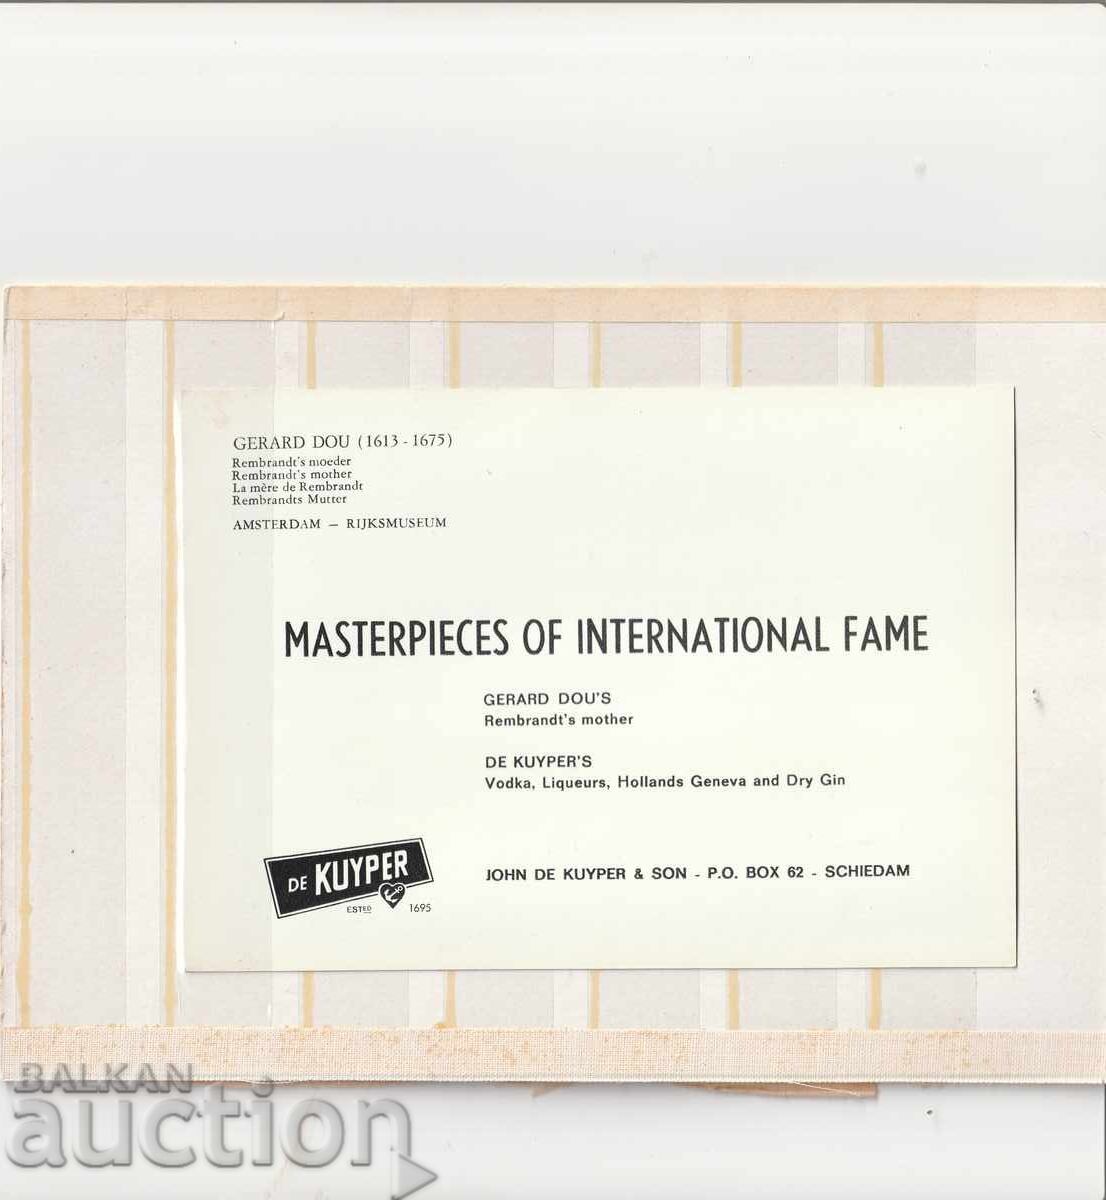 GERARD DOU (1613 - 1675)
Rembrandt's moeder
Rembrandt's mother
La mère de Rembrandt
Rembrandts Mutter
AMSTERDAM — RIJKSMUSEUM
MASTERPIECES OF INTERNATIONAL FAME
GERARD DOU'S
Rembrandt's mother
DE KUYPER'S
Vodka, Liqueurs, Hollands Geneva and Dry Gin
DE KUYPER
ESTED 1695
JOHN DE KUYPER & SON - P.O. BOX 62 - SCHIEDAM
BALKAN
auction